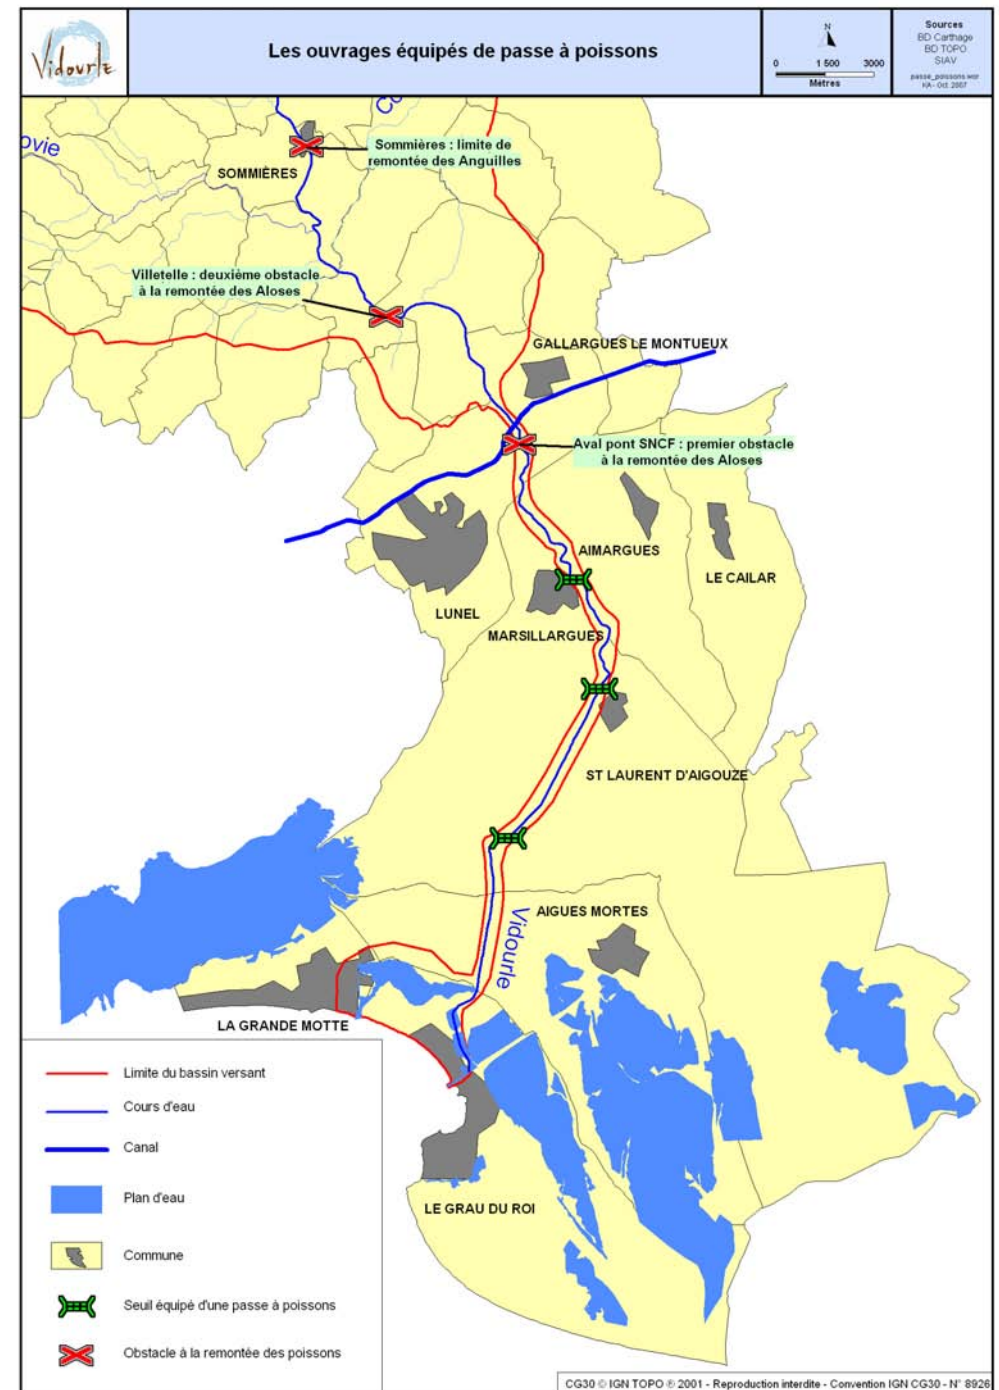 Vidourle
Les ouvrages équipés de passe à poissons
N
0 1 500 3000
Mètres
Sources
BD Carthage
BD TOPO
SIAV
passe_poissons.wor
KA - Oct. 2007
ovie
Sommières : limite de
remontée des Anguilles
SOMMIÈRES
Villetelle : deuxième obstacle
à la remontée des Aloses
GALLARGUES LE MONTUEUX
Aval pont SNCF : premier obstacle
à la remontée des Aloses
AIMARGUES
LE CAILAR
LUNEL
MARSILLARGUES
ST LAURENT D'AIGOUZE
AIGUES MORTES
Vidourle
LA GRANDE MOTTE
LE GRAU DU ROI
Limite du bassin versant
Cours d'eau
Canal
Plan d'eau
Commune
Seuil équipé d'une passe à poissons
Obstacle à la remontée des poissons
CG30 © IGN TOPO ® 2001 - Reproduction interdite - Convention IGN CG30 - N° 8926